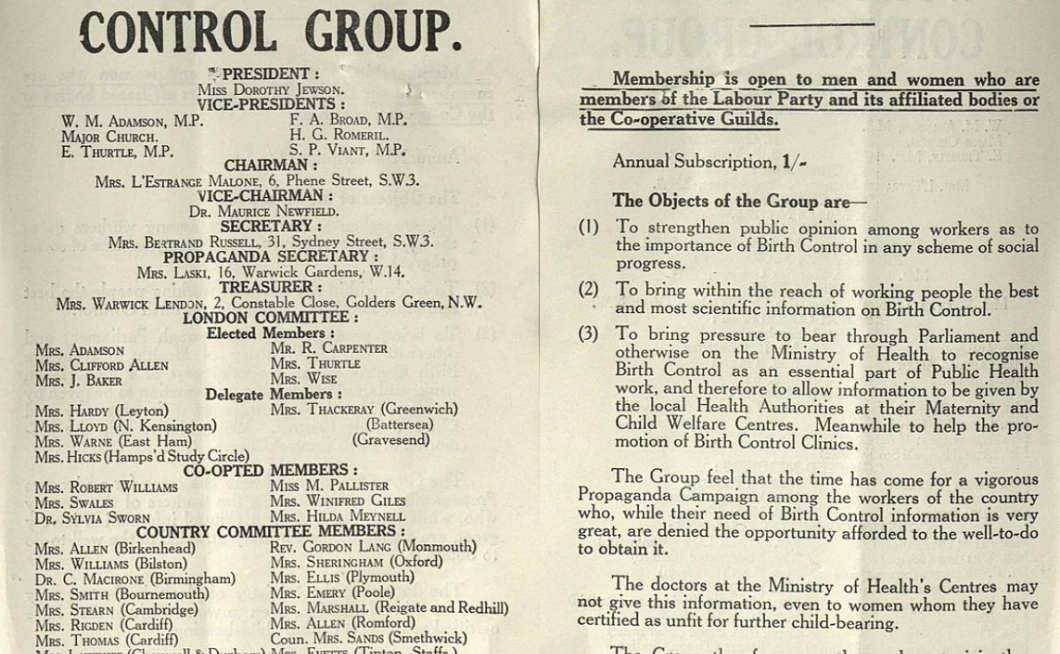 CONTROL GROUP.
PRESIDENT :
Miss Dorothy Jewson.
VICE-PRESIDENTS :
W. M. Adamson, M.P.
Major Church.
E. Thurtle, M.P.
F. A. Broad, M.P.
H. G. Romeril.
S. P. Viant, M.P.
CHAIRMAN :
Mrs. L'Estrange Malone, 6, Phene Street, S.W.3.
VICE-CHAIRMAN :
Dr. Maurice Newfield.
SECRETARY :
Mrs. Bertrand Russell, 31, Sydney Street, S.W.3.
PROPAGANDA SECRETARY :
Mrs. Laski, 16, Warwick Gardens, W.14.
TREASURER :
Mrs. Warwick Lendon, 2, Constable Close, Golders Green, N.W.
LONDON COMMITTEE :
Elected Members :
Mrs. Adamson
Mrs. Clifford Allen
Mrs. J. Baker
Mr. R. Carpenter
Mrs. Thurtle
Mrs. Wise
Delegate Members :
Mrs. Hardy (Leyton)
Mrs. Lloyd (N. Kensington)
Mrs. Warne (East Ham)
Mrs. Hicks (Hamps'd Study Circle)
Mrs. Thackeray (Greenwich)
(Battersea)
(Gravesend)
CO-OPTED MEMBERS :
Mrs. Robert Williams
Mrs. Swales
Dr. Sylvia Sworn
Miss M. Pallister
Mrs. Winifred Giles
Mrs. Hilda Meynell
COUNTRY COMMITTEE MEMBERS :
Mrs. Allen (Birkenhead)
Mrs. Williams (Bilston)
Dr. C. Macirone (Birmingham)
Mrs. Smith (Bournemouth)
Mrs. Stearn (Cambridge)
Mrs. Rigden (Cardiff)
Mrs. Thomas (Cardiff)
Rev. Gordon Lang (Monmouth)
Mrs. Sheringham (Oxford)
Mrs. Ellis (Plymouth)
Mrs. Emery (Poole)
Mrs. Marshall (Reigate and Redhill)
Mrs. Allen (Romford)
Coun. Mrs. Sands (Smethwick)
Membership is open to men and women who are
members of the Labour Party and its affiliated bodies or
the Co-operative Guilds.
Annual Subscription, 1/-
The Objects of the Group are—
(1) To strengthen public opinion among workers as to
the importance of Birth Control in any scheme of social
progress.
(2) To bring within the reach of working people the best
and most scientific information on Birth Control.
(3) To bring pressure to bear through Parliament and
otherwise on the Ministry of Health to recognise
Birth Control as an essential part of Public Health
work, and therefore to allow information to be given by
the local Health Authorities at their Maternity and
Child Welfare Centres. Meanwhile to help the pro-
motion of Birth Control Clinics.
The Group feel that the time has come for a vigorous
Propaganda Campaign among the workers of the country
who, while their need of Birth Control information is very
great, are denied the opportunity afforded to the well-to-do
to obtain it.
The doctors at the Ministry of Health's Centres may
not give this information, even to women whom they have
certified as unfit for further child-bearing.